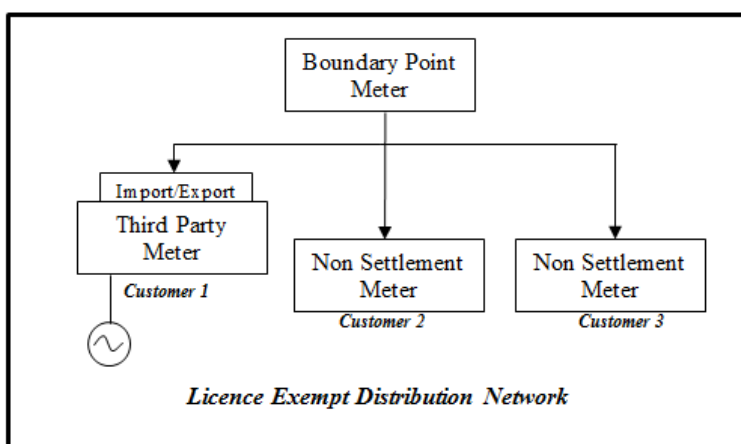 Boundary Point
Meter
Import/Export
Third Party
Meter
Customer 1
Non Settlement
Meter
Customer 2
Non Settlement
Meter
Customer 3
Licence Exempt Distribution Network